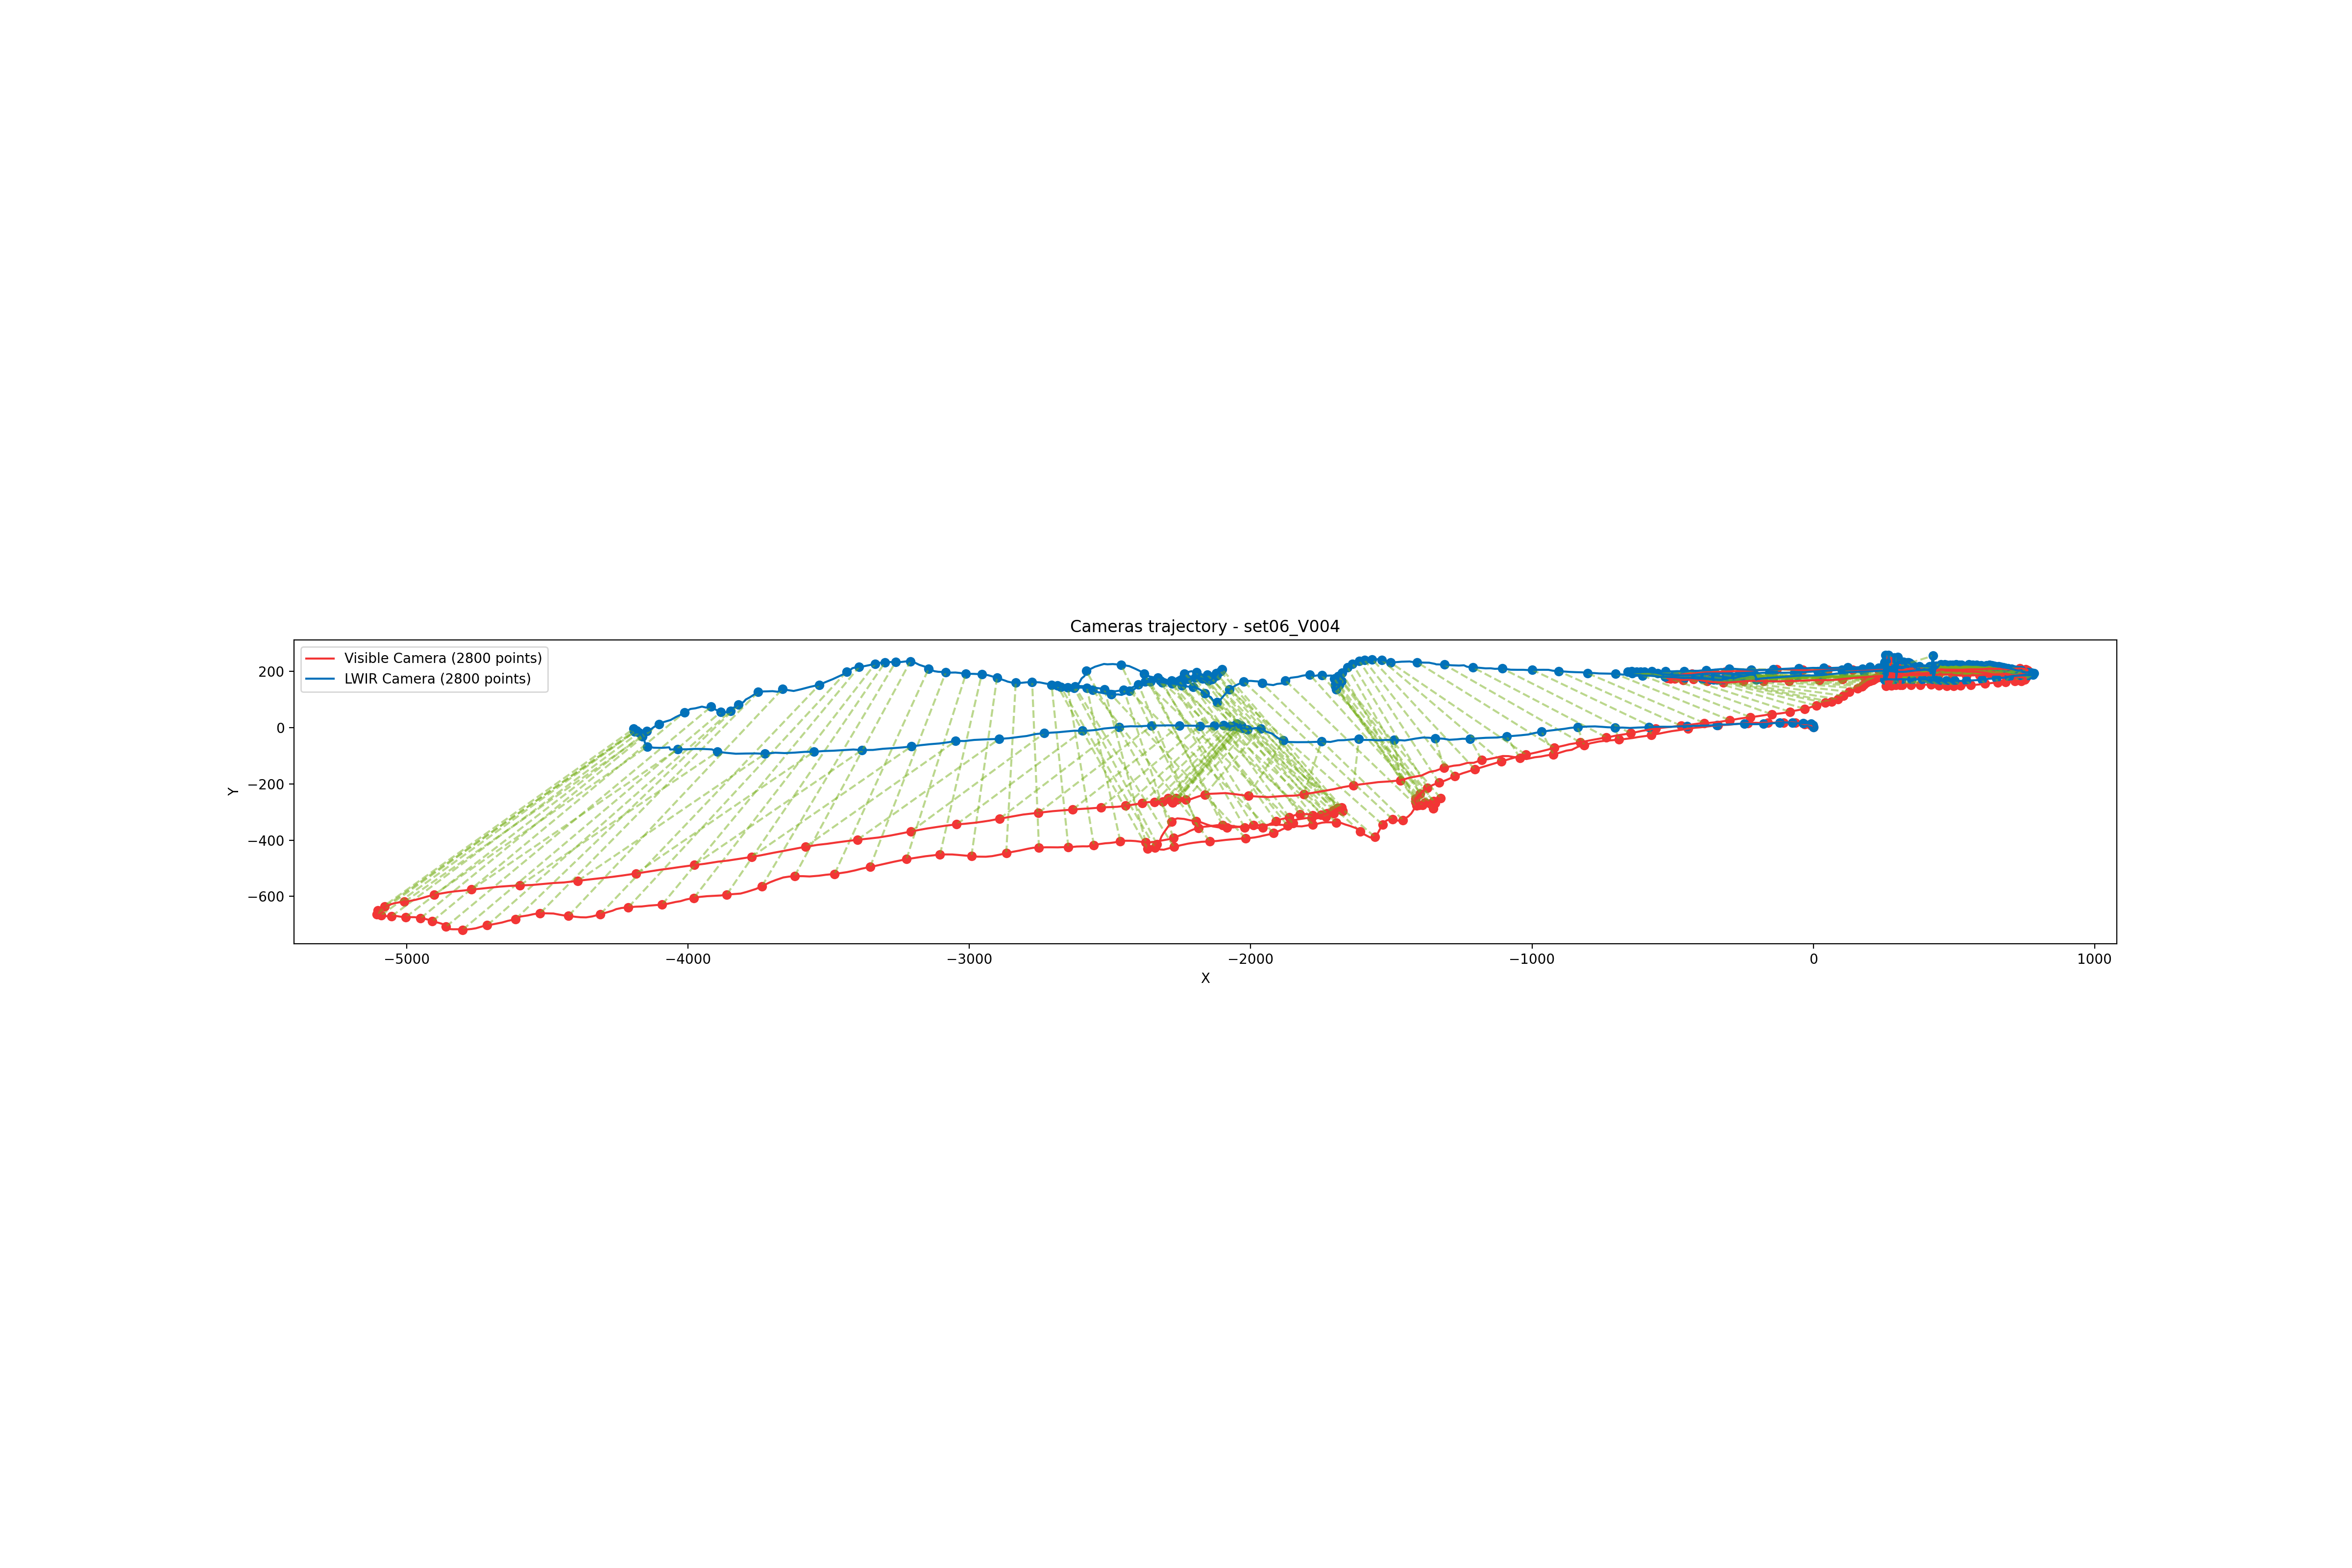 Cameras trajectory - set06_V004
Visible Camera (2800 points)
LWIR Camera (2800 points)
200
0
−200
−400
−600
Y
−5000 −4000 −3000 −2000 −1000 0 1000
X